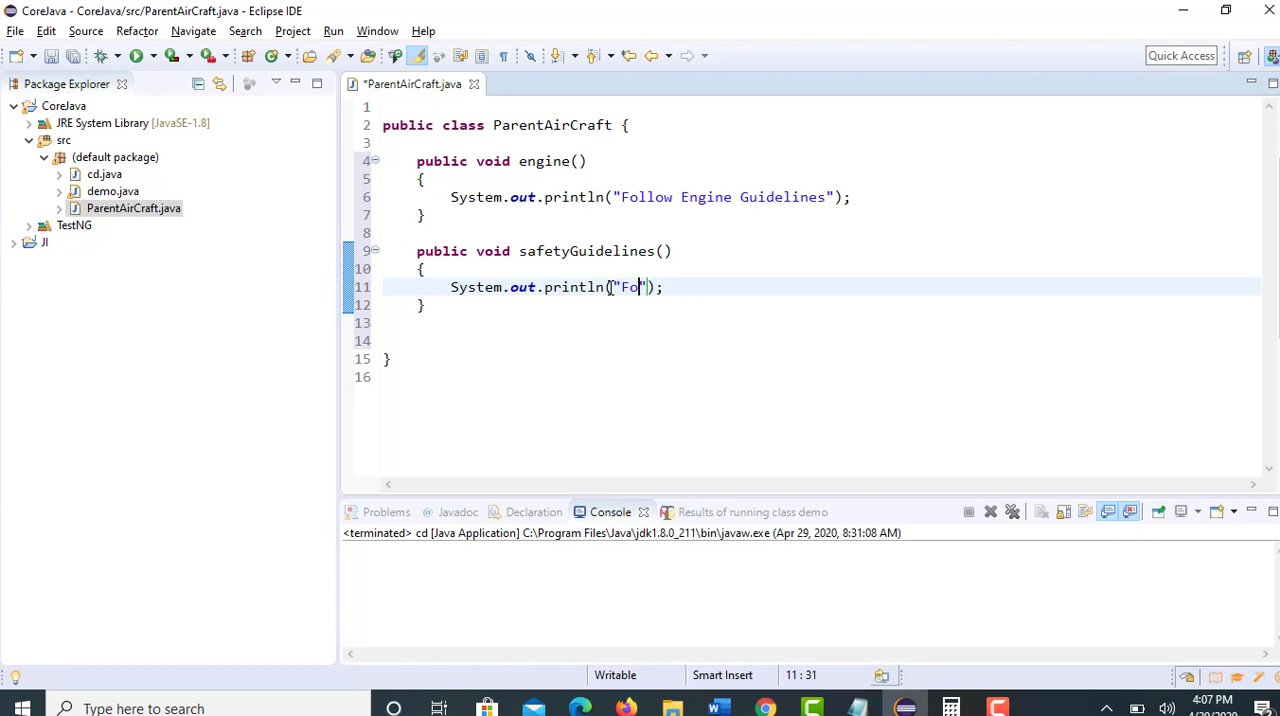 CoreJava - CoreJava/src/ParentAirCraft.java - Eclipse IDE
File Edit Source Refactor Navigate Search Project Run Window Help
Quick Access
Package Explorer
CoreJava
JRE System Library [JavaSE-1.8]
src
(default package)
cd.java
demo.java
ParentAirCraft.java
TestNG
JI
*ParentAirCraft.java
1
2 public class ParentAirCraft {
3
4 public void engine()
5 {
6 System.out.println("Follow Engine Guidelines");
7 }
8
9 public void safetyGuidelines()
10 {
11 System.out.println("Fo");
12 }
13
14
15 }
16
Problems Javadoc Declaration Console Results of running class demo
<terminated> cd [Java Application] C:\Program Files\Java\jdk1.8.0_211\bin\javaw.exe (Apr 29, 2020, 8:31:08 AM)
Writable Smart Insert 11 : 31
Type here to search
4:07 PM